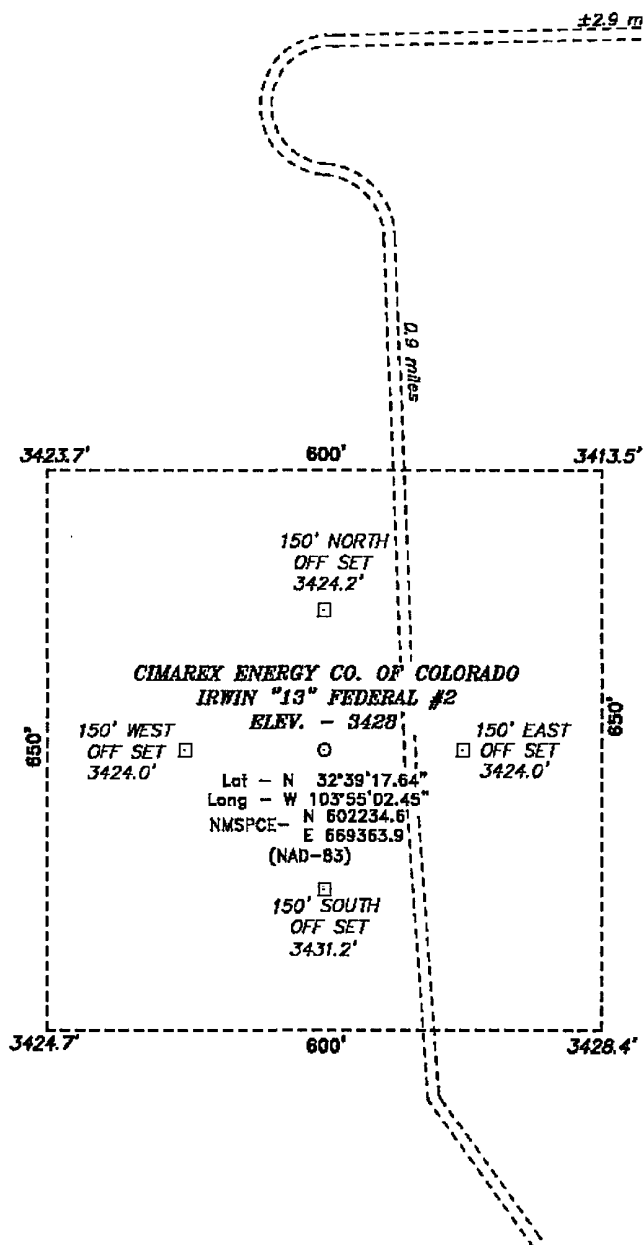 ±2.9 m
0.9 miles
3423.7'
600'
3413.5'
150' NORTH
OFF SET
3424.2'
CIMAREX ENERGY CO. OF COLORADO
IRWIN "13" FEDERAL #2
ELEV. - 3428'
650'
150' WEST
OFF SET
3424.0'
150' EAST
OFF SET
3424.0'
650'
Lat - N 32°39'17.64"
Long - W 103°55'02.45"
NMSPCE- N 602234.6
E 669363.9
(NAD-83)
150' SOUTH
OFF SET
3431.2'
3424.7'
600'
3428.4'